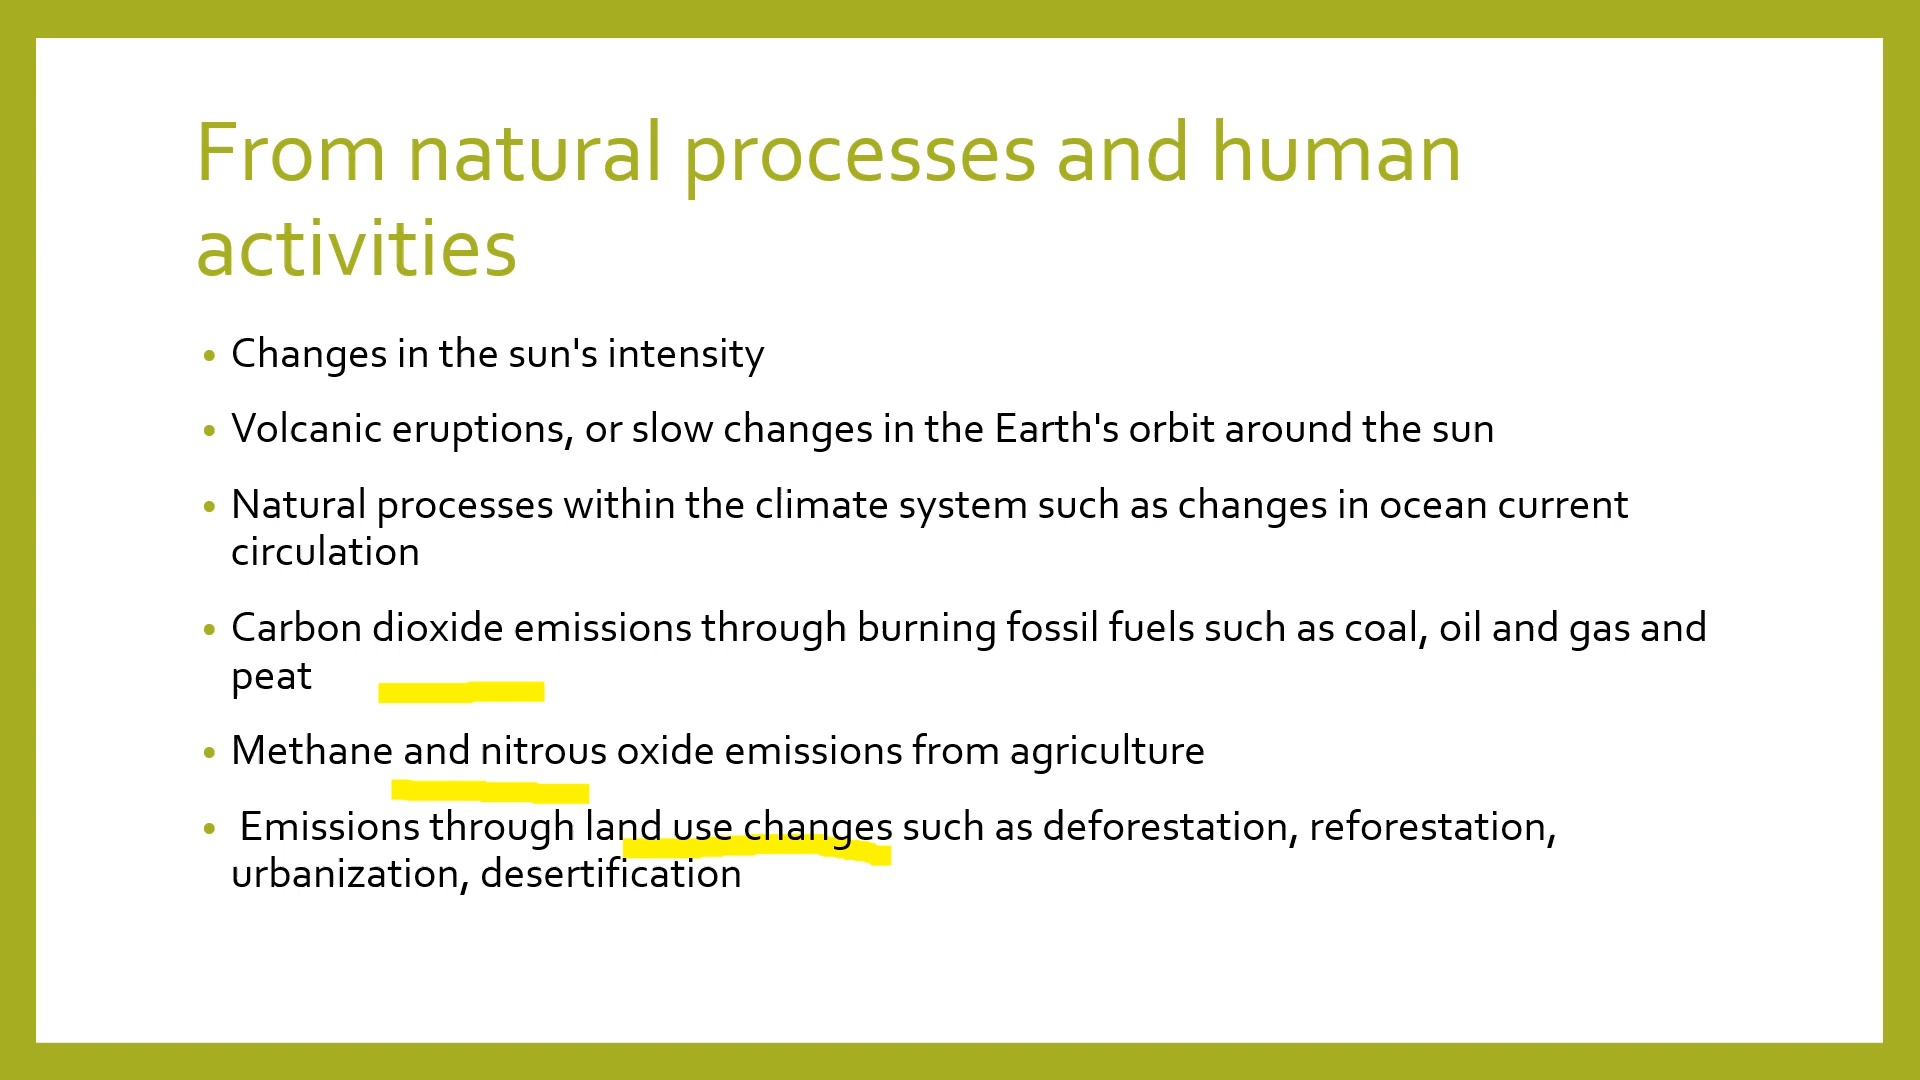 From natural processes and human
activities
• Changes in the sun's intensity
• Volcanic eruptions, or slow changes in the Earth's orbit around the sun
• Natural processes within the climate system such as changes in ocean current
circulation
• Carbon dioxide emissions through burning fossil fuels such as coal, oil and gas and
peat
• Methane and nitrous oxide emissions from agriculture
• Emissions through land use changes such as deforestation, reforestation,
urbanization, desertification